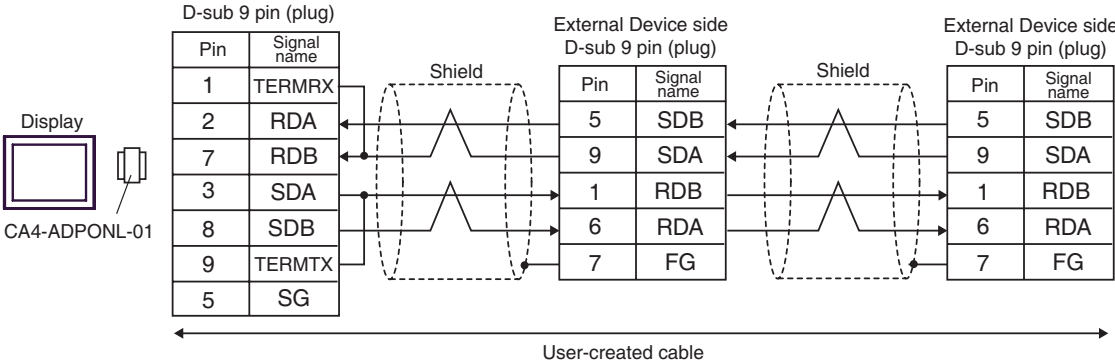 D-sub 9 pin (plug)
Pin Signal name
1 TERMRX
2 RDA
7 RDB
3 SDA
8 SDB
9 TERMTX
5 SG
Display
CA4-ADPONL-01
Shield
External Device side
D-sub 9 pin (plug)
Pin Signal name
5 SDB
9 SDA
1 RDB
6 RDA
7 FG
Shield
External Device side
D-sub 9 pin (plug)
Pin Signal name
5 SDB
9 SDA
1 RDB
6 RDA
7 FG
User-created cable